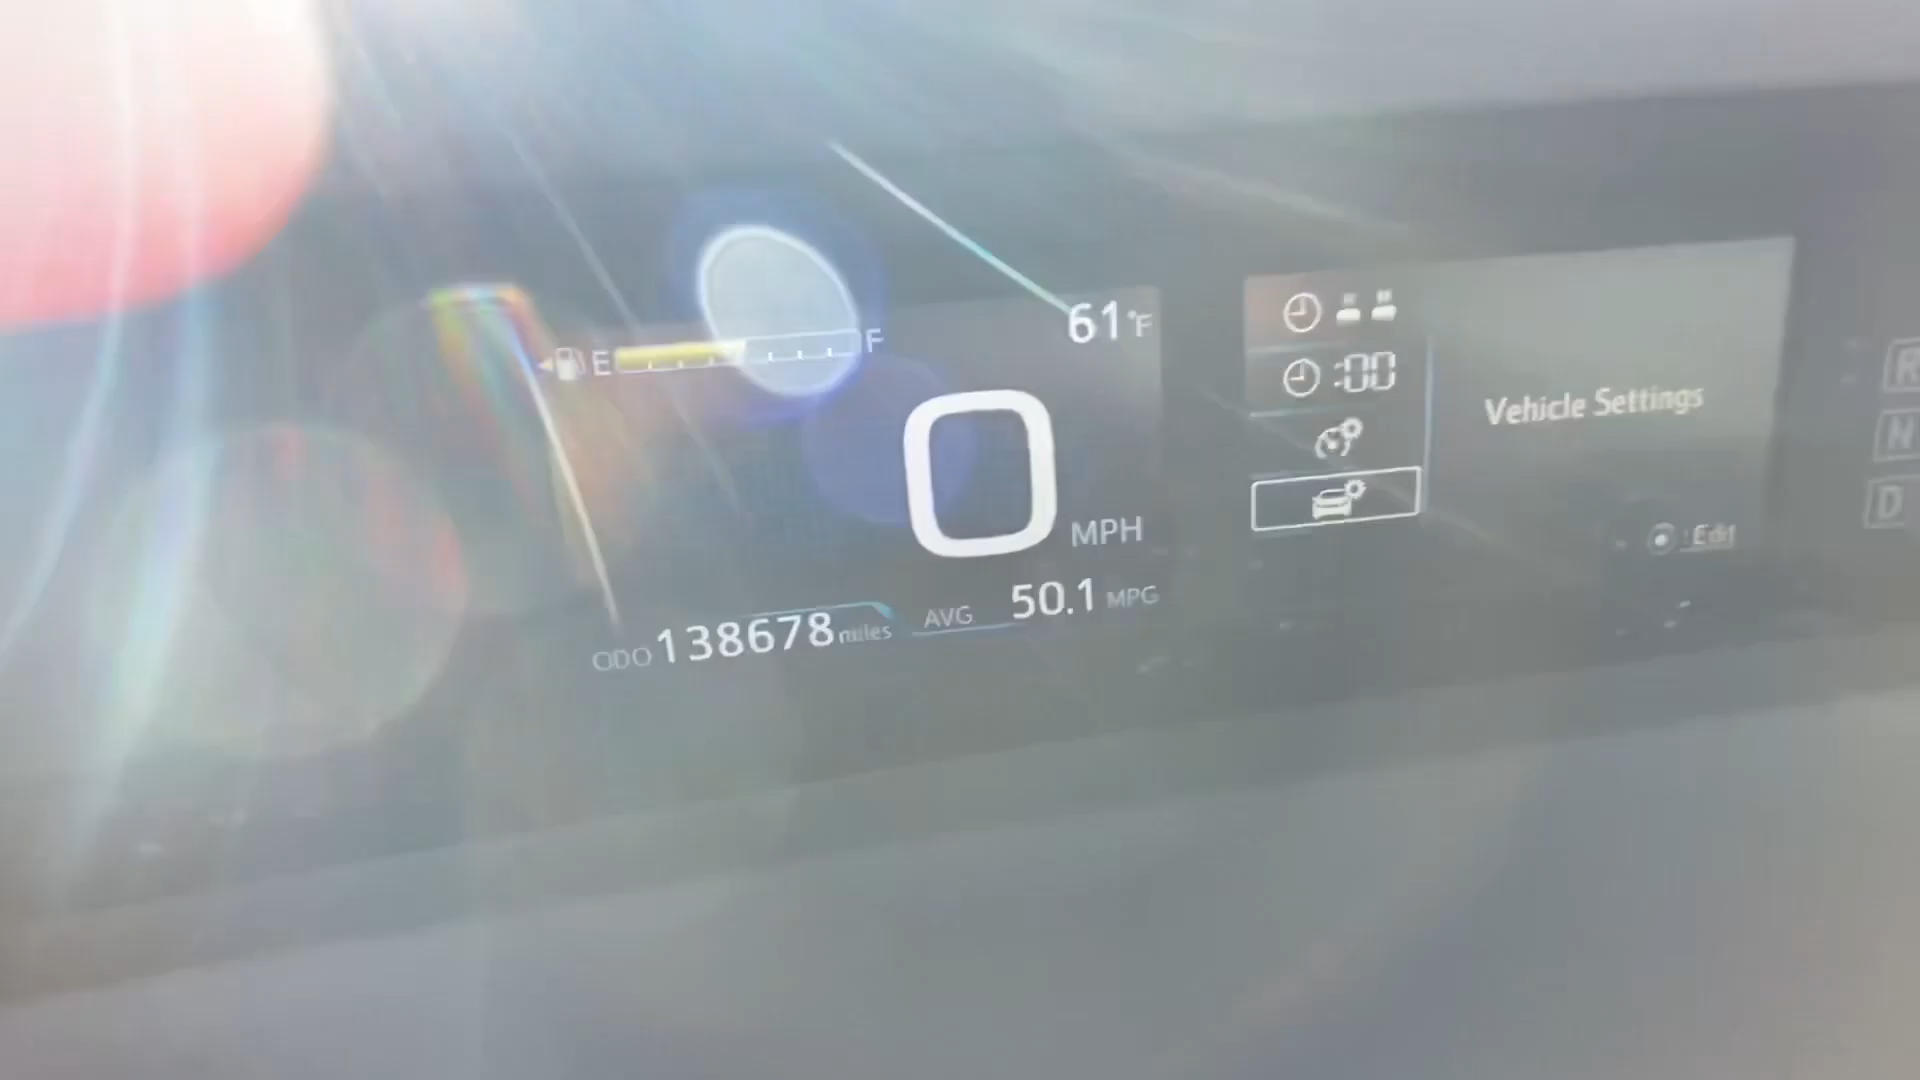 61°F
E F
0 MPH
ODO 138678 miles
AVG 50.1 MPG
:00
Vehicle Settings
: Edit
R
N
D